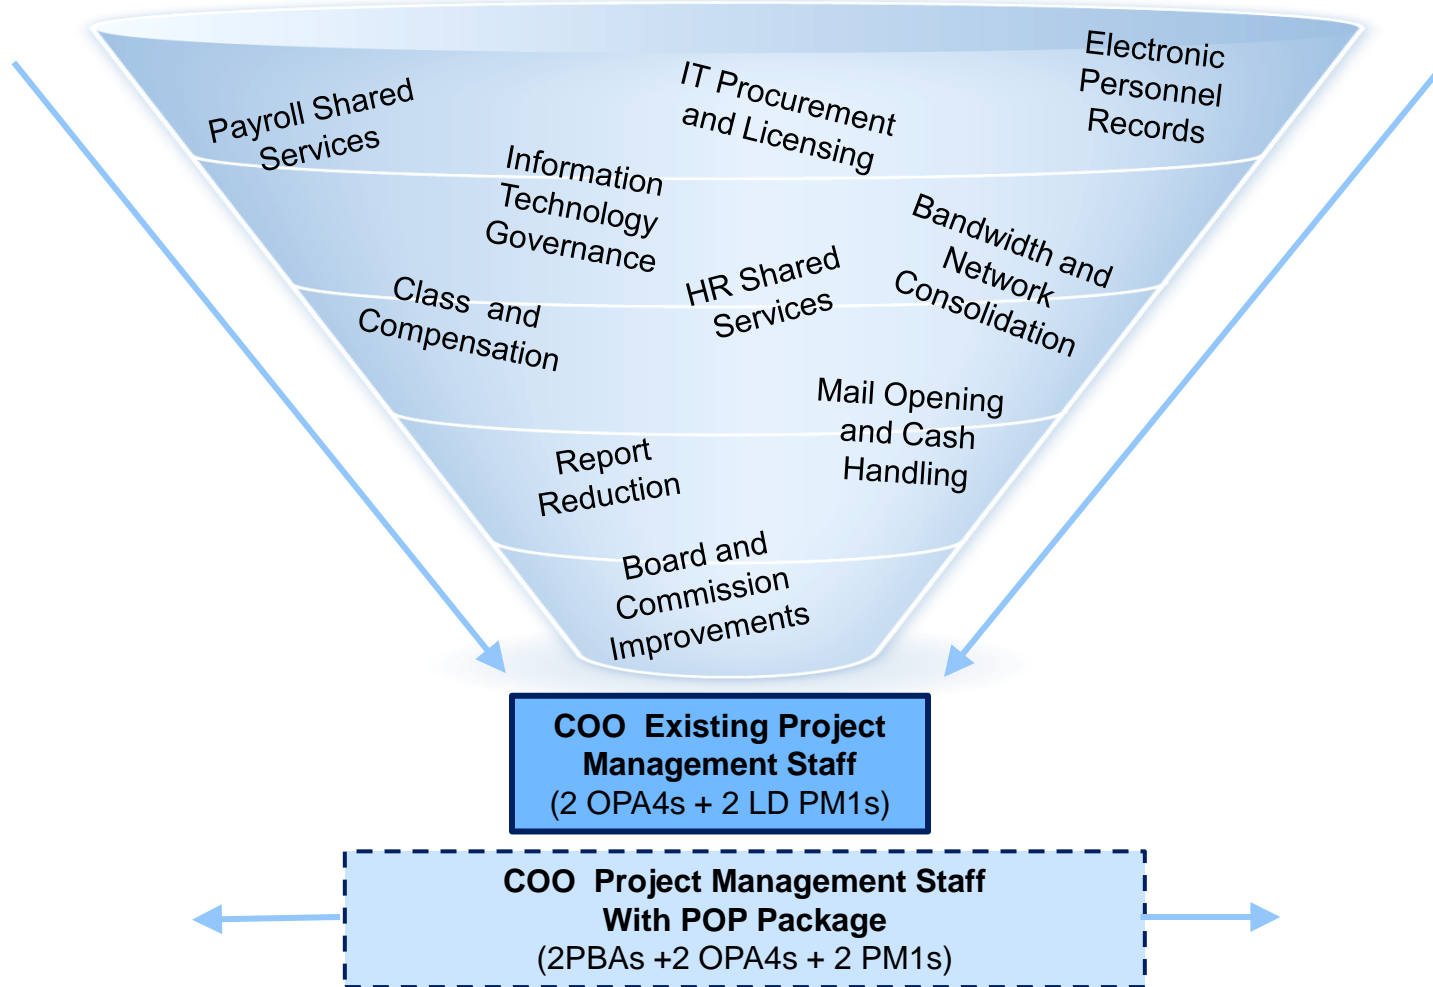 Payroll Shared
Services
IT Procurement
and Licensing
Electronic
Personnel
Records
Information
Technology
Governance
Bandwidth and
Network
Consolidation
Class  and
Compensation
HR Shared
Services
Mail Opening
and Cash
Handling
Report
Reduction
Board and
Commission
Improvements
COO  Existing Project
Management Staff
(2 OPA4s + 2 LD PM1s)
COO  Project Management Staff
With POP Package
(2PBAs +2 OPA4s + 2 PM1s)